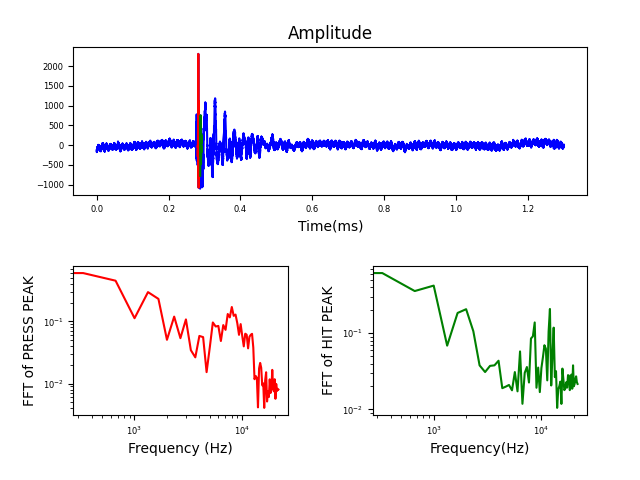 Amplitude
2000
1500
1000
500
0
−500
−1000
0.0 0.2 0.4 0.6 0.8 1.0 1.2
Time(ms)
FFT of PRESS PEAK
10⁻¹
10⁻²
10³ 10⁴
Frequency (Hz)
FFT of HIT PEAK
10⁻¹
10⁻²
10³ 10⁴
Frequency(Hz)